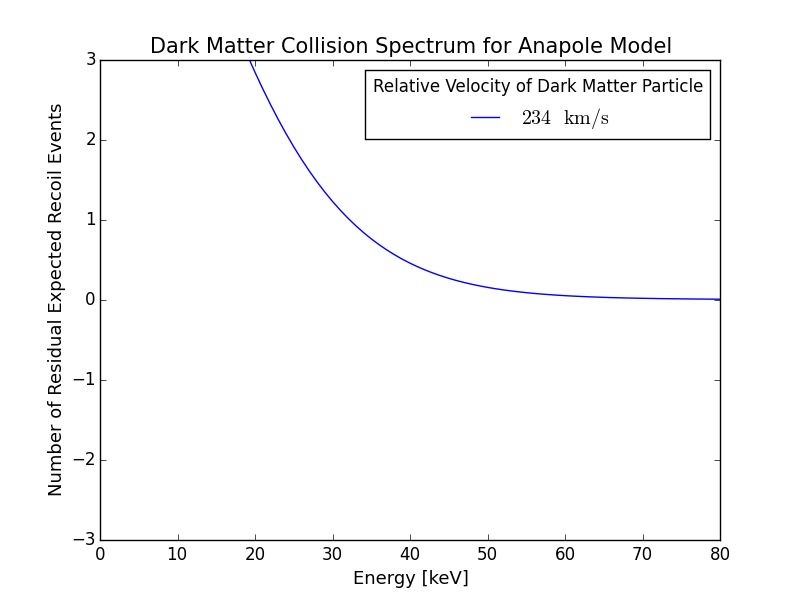 Dark Matter Collision Spectrum for Anapole Model
Relative Velocity of Dark Matter Particle
234 km/s
Number of Residual Expected Recoil Events
3
2
1
0
−1
−2
−3
0 10 20 30 40 50 60 70 80
Energy [keV]